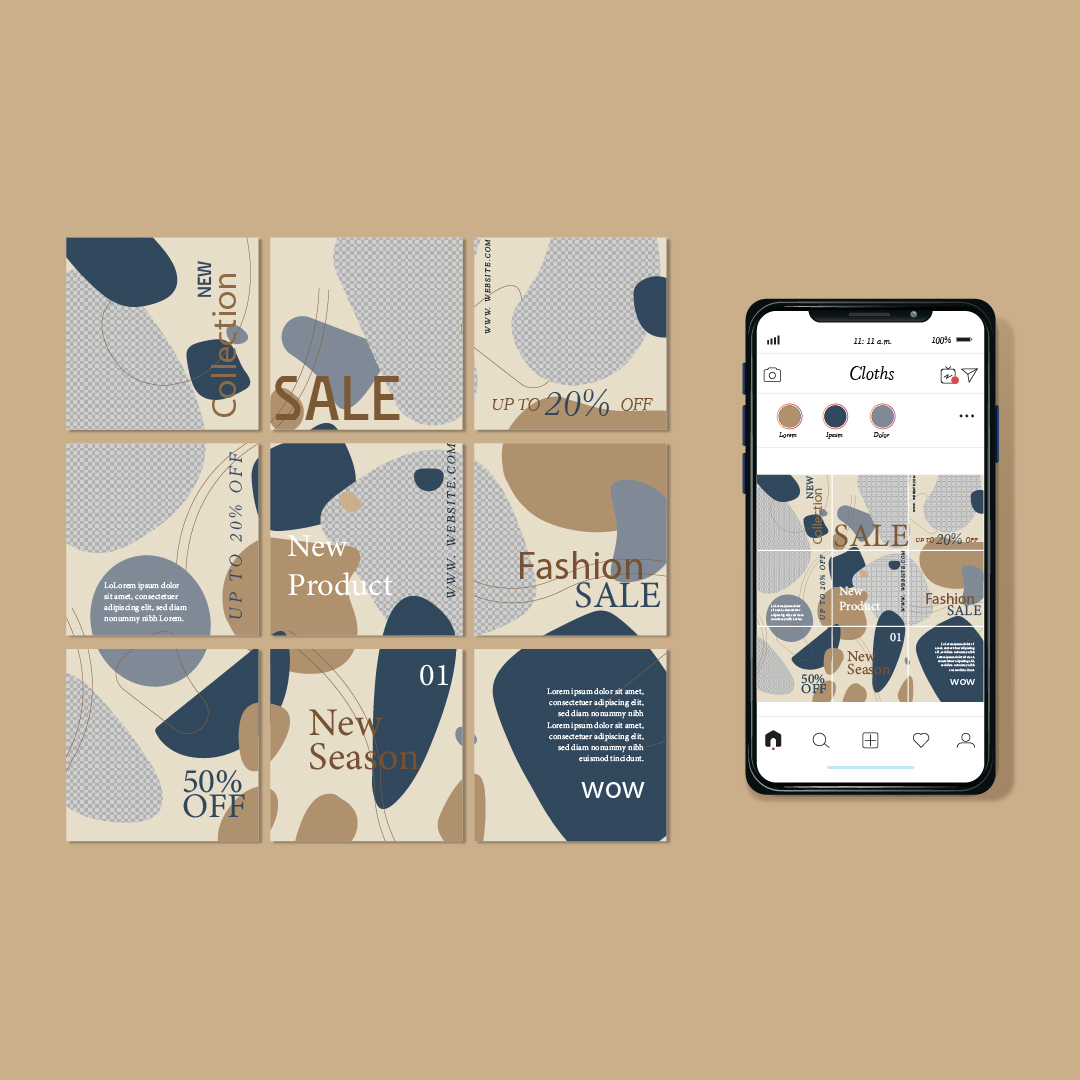 NEW
Collection
SALE
WWW. WEBSITE.COM
UP TO 20% OFF
UP TO 20% OFF
LoLorem ipsum dolor
sit amet, consectetuer
adipiscing elit, sed diam
nonummy nibh Lorem.
New
Product
WWW. WEBSITE.COM
Fashion
SALE
50%
OFF
01
New
Season
Lorem ipsum dolor sit amet,
consectetuer adipiscing elit,
sed diam nonummy nibh
Lorem ipsum dolor sit amet,
consectetuer adipiscing elit,
sed diam nonummy nibh
euismod tincidunt.
wow
11: 11 a.m.
100%
Cloths
Lorem
Ipsum
Dolor
NEW
Collection
SALE
UP TO 20% OFF
UP TO 20% OFF
New
Product
Fashion
SALE
50%
OFF
01
New
Season
wow